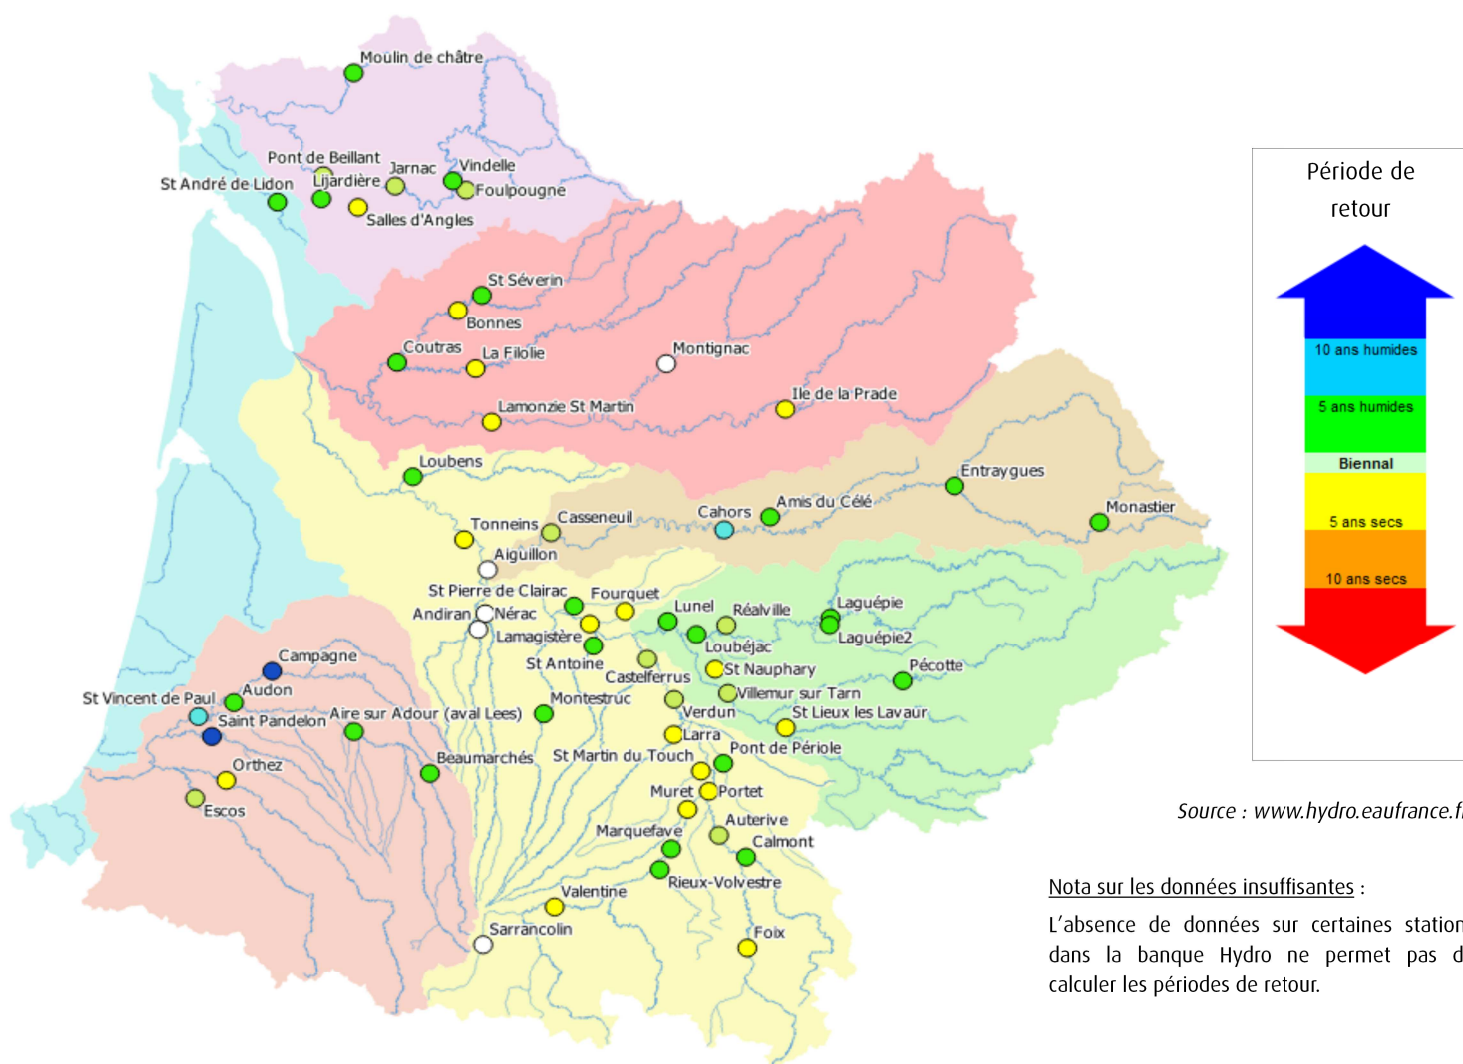 Moulin de châtre
Pont de Beillant
Jarnac
Vindelle
St André de Lidon
Lijardière
Foulpougne
Salles d'Angles
St Séverin
Bonnes
Coutras
La Filolie
Montignac
Ile de la Prade
Lamonzie St Martin
Loubens
Entraygues
Amis du Célé
Monastier
Cahors
Tonneins
Casseneuil
Aiguillon
St Pierre de Clairac
Fourquet
Andiran
Nérac
Lunel
Réalville
Laguépie
Lamagistère
Laguépie2
Loubéjac
St Antoine
Castelferrus
St Nauphary
Pécotte
Campagne
St Vincent de Paul
Audon
Montestruc
Villemur sur Tarn
Saint Pandelon
Aire sur Adour (aval Lees)
Verdun
St Lieux les Lavaur
Larra
Pont de Périole
St Martin du Touch
Beaumarchés
Orthez
Muret
Portet
Escos
Auterive
Marquefave
Calmont
Rieux-Volvestre
Valentine
Sarrancolin
Foix
Période de
retour
10 ans humides
5 ans humides
Biennal
5 ans secs
10 ans secs
Source : www.hydro.eaufrance.f
Nota sur les données insuffisantes :
L'absence de données sur certaines station
dans la banque Hydro ne permet pas d
calculer les périodes de retour.